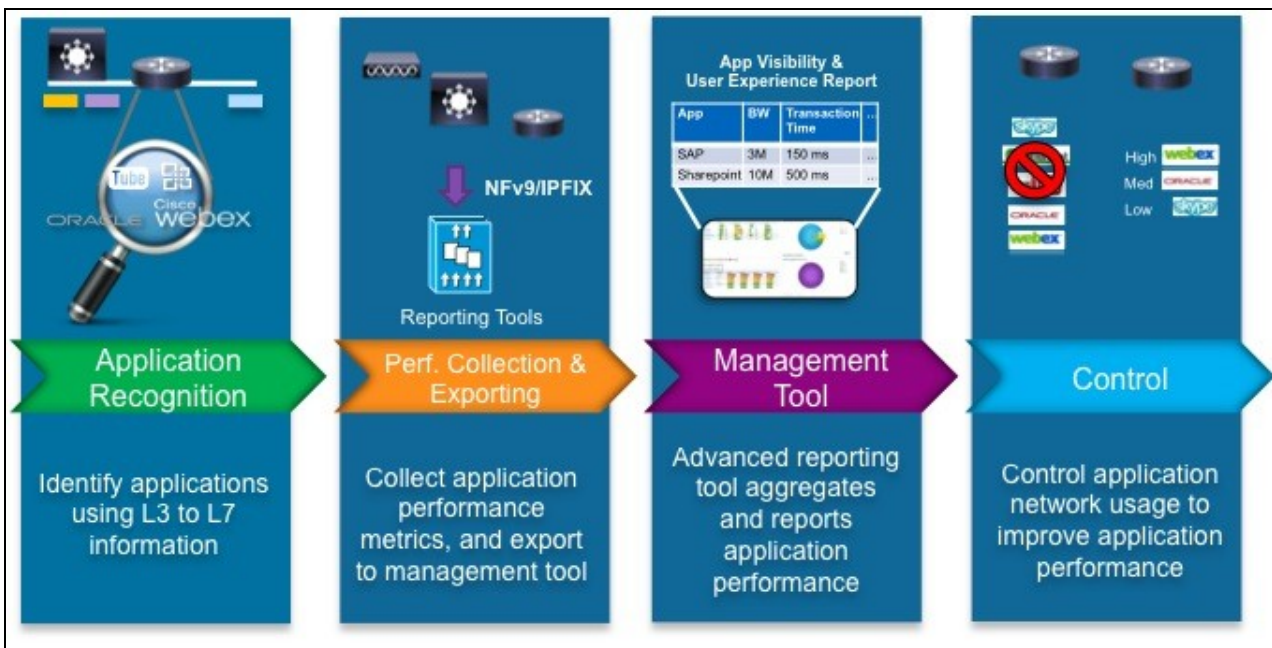 Tube
ORACLE
Cisco
webex
Application
Recognition
Identify applications
using L3 to L7
information
NFv9/IPFIX
Reporting Tools
Perf. Collection &
Exporting
Collect application
performance
metrics, and export
to management tool
App Visibility &
User Experience Report
App BW Transaction Time ...
SAP 3M 150 ms ...
Sharepoint 10M 500 ms ...
Management
Tool
Advanced reporting
tool aggregates
and reports
application
performance
skype
ORACLE
webex
High webex
Med ORACLE
Low skype
Control
Control application
network usage to
improve application
performance